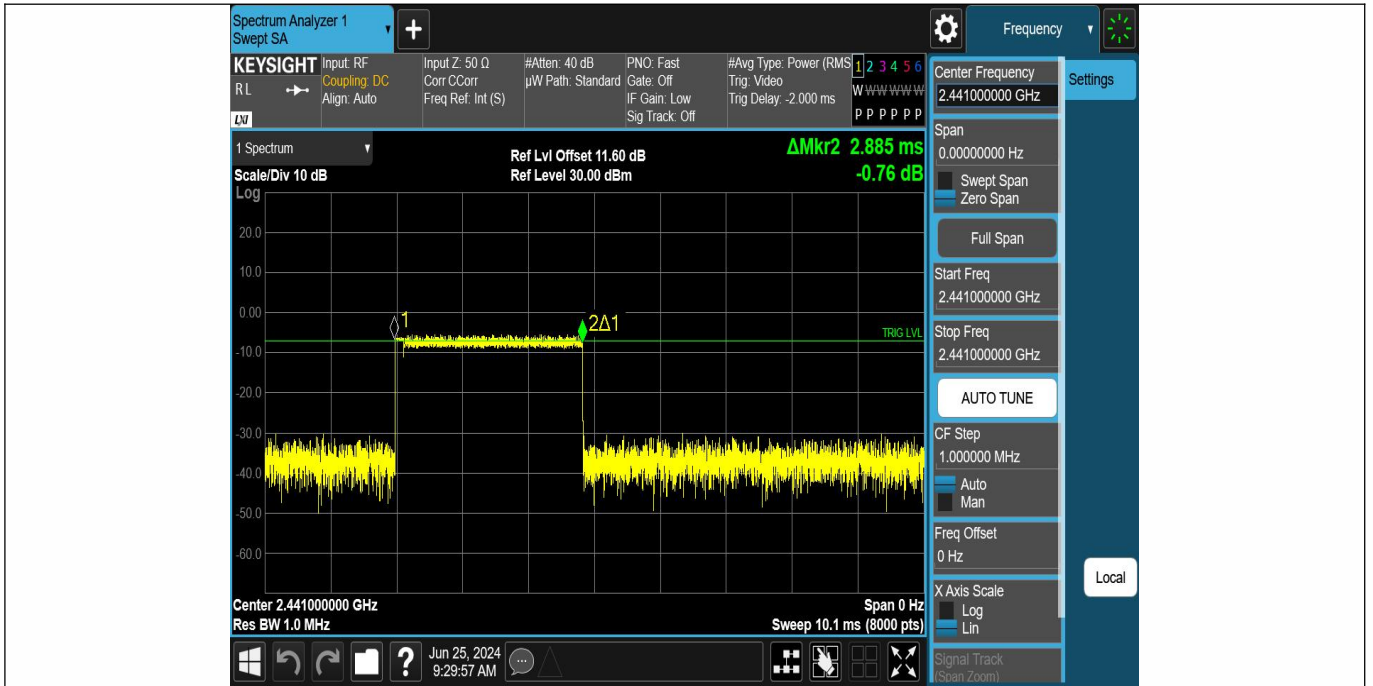 Spectrum Analyzer 1
Swept SA
Frequency
KEYSIGHT
RL
LXI
Input: RF
Coupling: DC
Align: Auto
Input Z: 50 Ω
Corr CCorr
Freq Ref: Int (S)
#Atten: 40 dB
µW Path: Standard
PNO: Fast
Gate: Off
IF Gain: Low
Sig Track: Off
#Avg Type: Power (RMS
Trig: Video
Trig Delay: -2.000 ms
1 2 3 4 5 6
W W W W W W
P P P P P P
1 Spectrum
Scale/Div 10 dB
Log
Ref Lvl Offset 11.60 dB
Ref Level 30.00 dBm
ΔMkr2 2.885 ms
-0.76 dB
20.0
10.0
0.00
-10.0
-20.0
-30.0
-40.0
-50.0
-60.0
1
2Δ1
TRIG LVL
Center 2.441000000 GHz
Res BW 1.0 MHz
Span 0 Hz
Sweep 10.1 ms (8000 pts)
Jun 25, 2024
9:29:57 AM
Center Frequency
2.441000000 GHz
Settings
Span
0.00000000 Hz
Swept Span
Zero Span
Full Span
Start Freq
2.441000000 GHz
Stop Freq
2.441000000 GHz
AUTO TUNE
CF Step
1.000000 MHz
Auto
Man
Freq Offset
0 Hz
X Axis Scale
Log
Lin
Local
Signal Track
(Span Zoom)